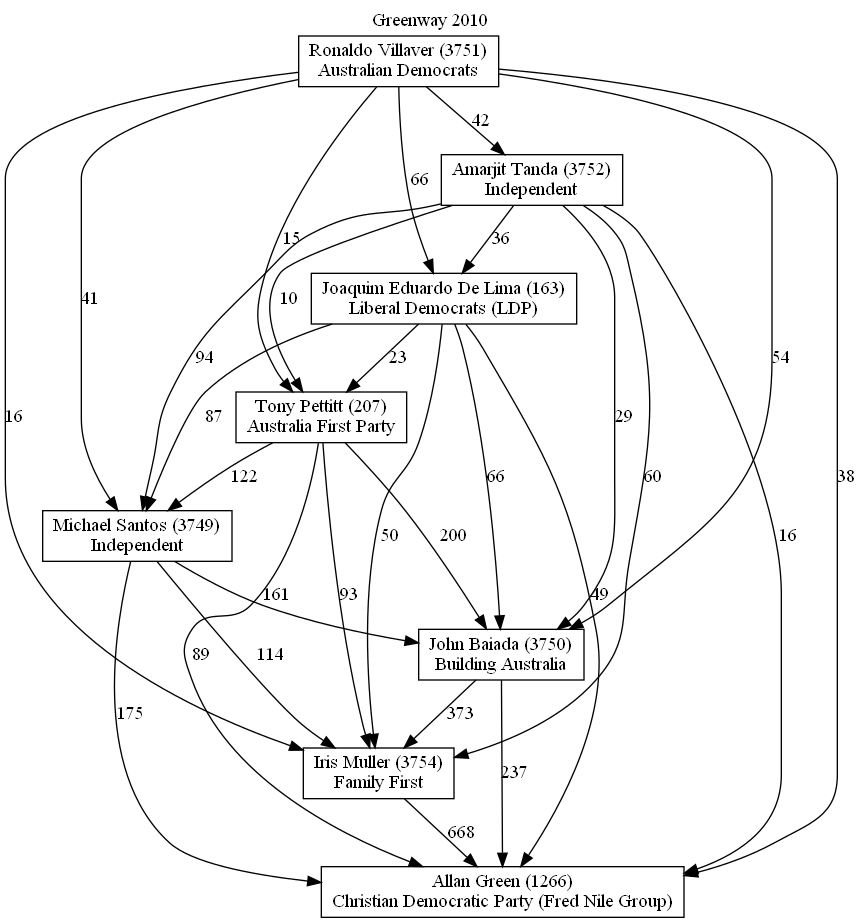 Greenway 2010
Ronaldo Villaver (3751)
Australian Democrats
42
Amarjit Tanda (3752)
Independent
66
15
36
Joaquim Eduardo De Lima (163)
Liberal Democrats (LDP)
41
10
94
23
54
Tony Pettitt (207)
Australia First Party
16
87
29
38
122
66
60
Michael Santos (3749)
Independent
50
200
16
161
93
49
John Baiada (3750)
Building Australia
89
114
175
373
Iris Muller (3754)
Family First
237
668
Allan Green (1266)
Christian Democratic Party (Fred Nile Group)